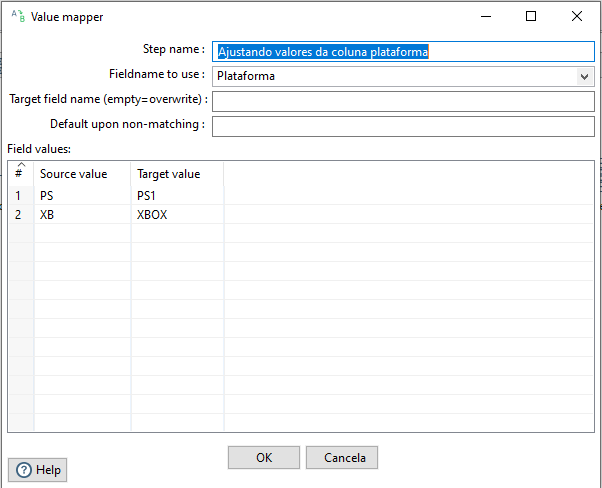 Value mapper
Step name :
Ajustando valores da coluna plataforma
Fieldname to use :
Plataforma
Target field name (empty=overwrite) :
Default upon non-matching :
Field values:
# Source value Target value
1 PS PS1
2 XB XBOX
OK Cancela
Help